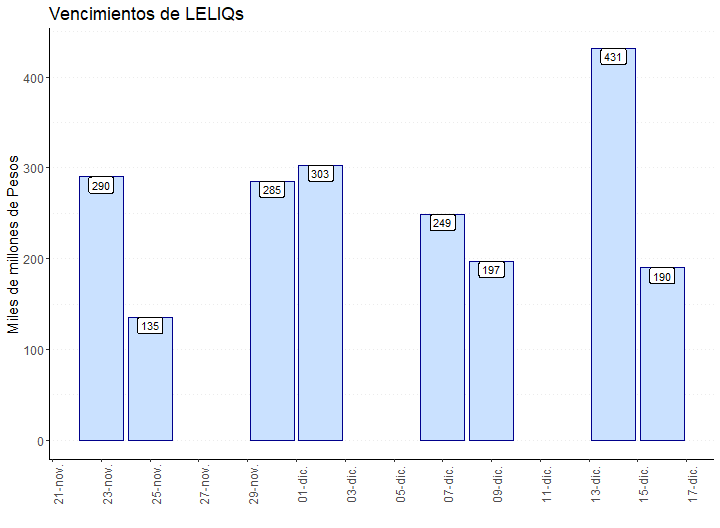 Vencimientos de LELIQs
Miles de millones de Pesos
400
300
200
100
0
290
135
285
303
249
197
431
190
21-nov.
23-nov.
25-nov.
27-nov.
29-nov.
01-dic.
03-dic.
05-dic.
07-dic.
09-dic.
11-dic.
13-dic.
15-dic.
17-dic.